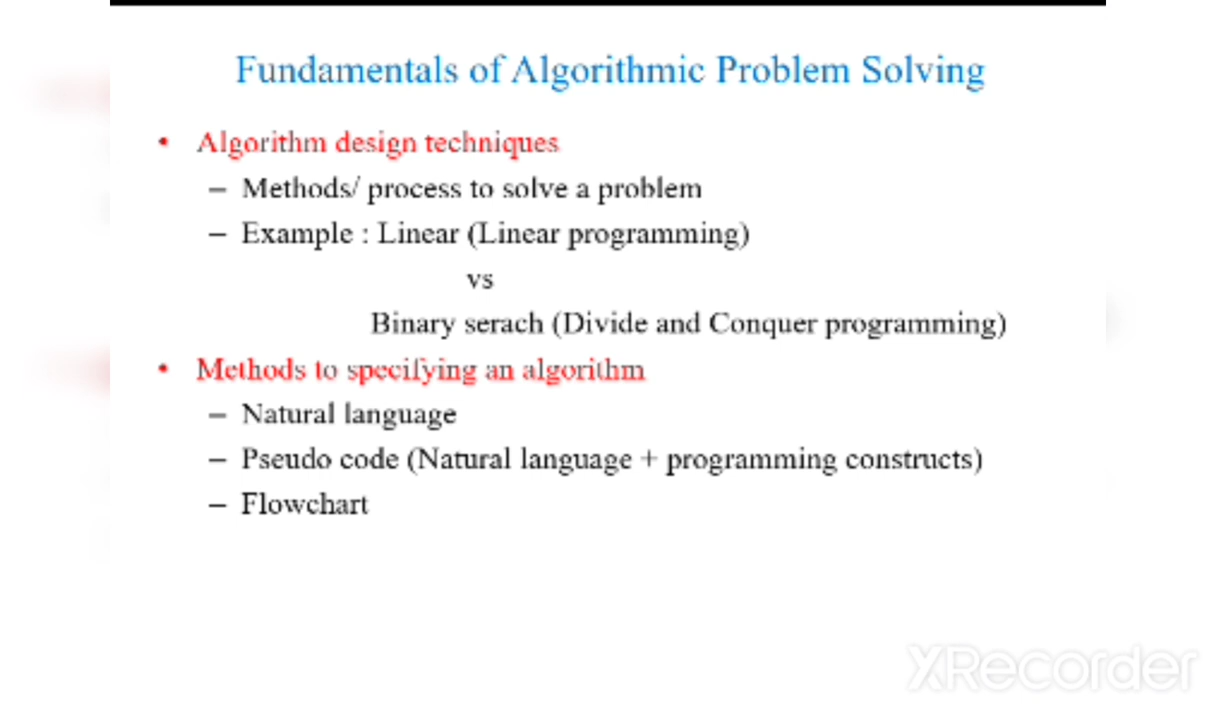 Fundamentals of Algorithmic Problem Solving
• Algorithm design techniques
– Methods/ process to solve a problem
– Example : Linear (Linear programming)
vs
Binary serach (Divide and Conquer programming)
• Methods to specifying an algorithm
– Natural language
– Pseudo code (Natural language + programming constructs)
– Flowchart
XRecorder